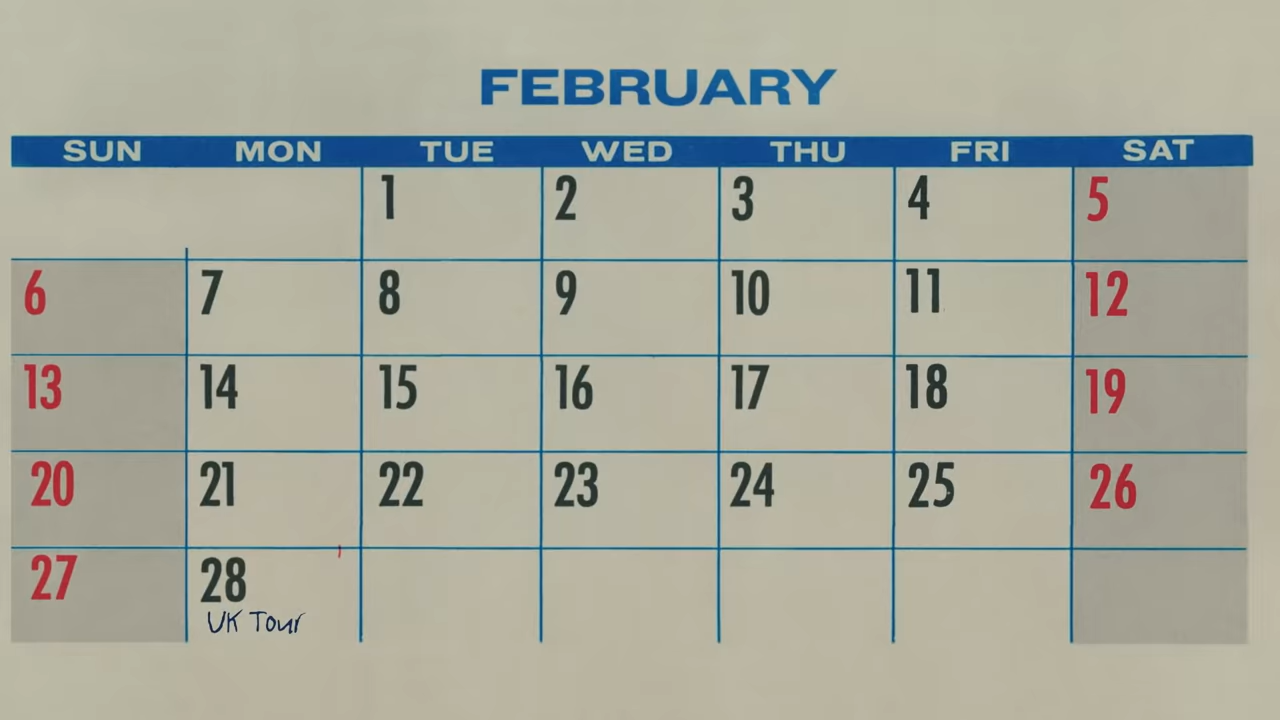 FEBRUARY
SUN MON TUE WED THU FRI SAT
1 2 3 4 5
6 7 8 9 10 11 12
13 14 15 16 17 18 19
20 21 22 23 24 25 26
27 28
UK Tour